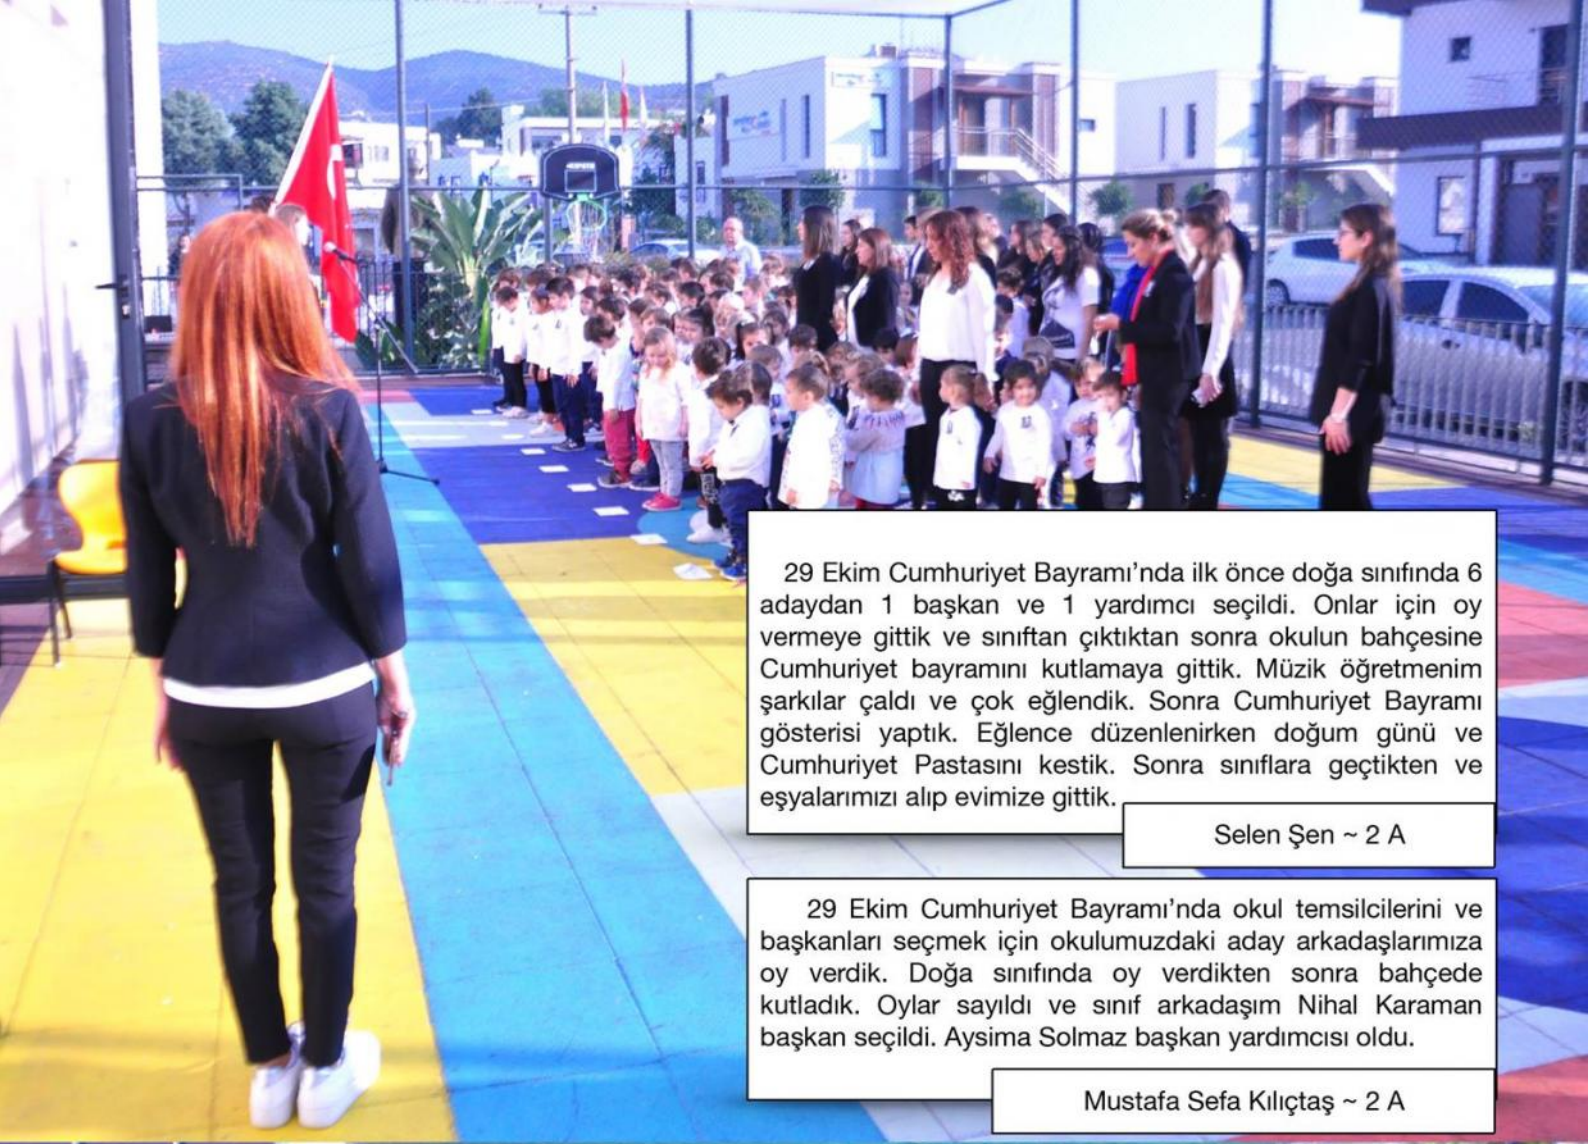 29 Ekim Cumhuriyet Bayramı’nda ilk önce doğa sınıfında 6
adaydan 1 başkan ve 1 yardımcı seçildi. Onlar için oy
vermeye gittik ve sınıftan çıktıktan sonra okulun bahçesine
Cumhuriyet bayramını kutlamaya gittik. Müzik öğretmenim
şarkılar çaldı ve çok eğlendik. Sonra Cumhuriyet Bayramı
gösterisi yaptık. Eğlence düzenlenirken doğum günü ve
Cumhuriyet Pastasını kestik. Sonra sınıflara geçtikten ve
eşyalarımızı alıp evimize gittik.
Selen Şen ~ 2 A
29 Ekim Cumhuriyet Bayramı’nda okul temsilcilerini ve
başkanları seçmek için okulumuzdaki aday arkadaşlarımıza
oy verdik. Doğa sınıfında oy verdikten sonra bahçede
kutladık. Oylar sayıldı ve sınıf arkadaşım Nihal Karaman
başkan seçildi. Aysima Solmaz başkan yardımcısı oldu.
Mustafa Sefa Kılıçtaş ~ 2 A